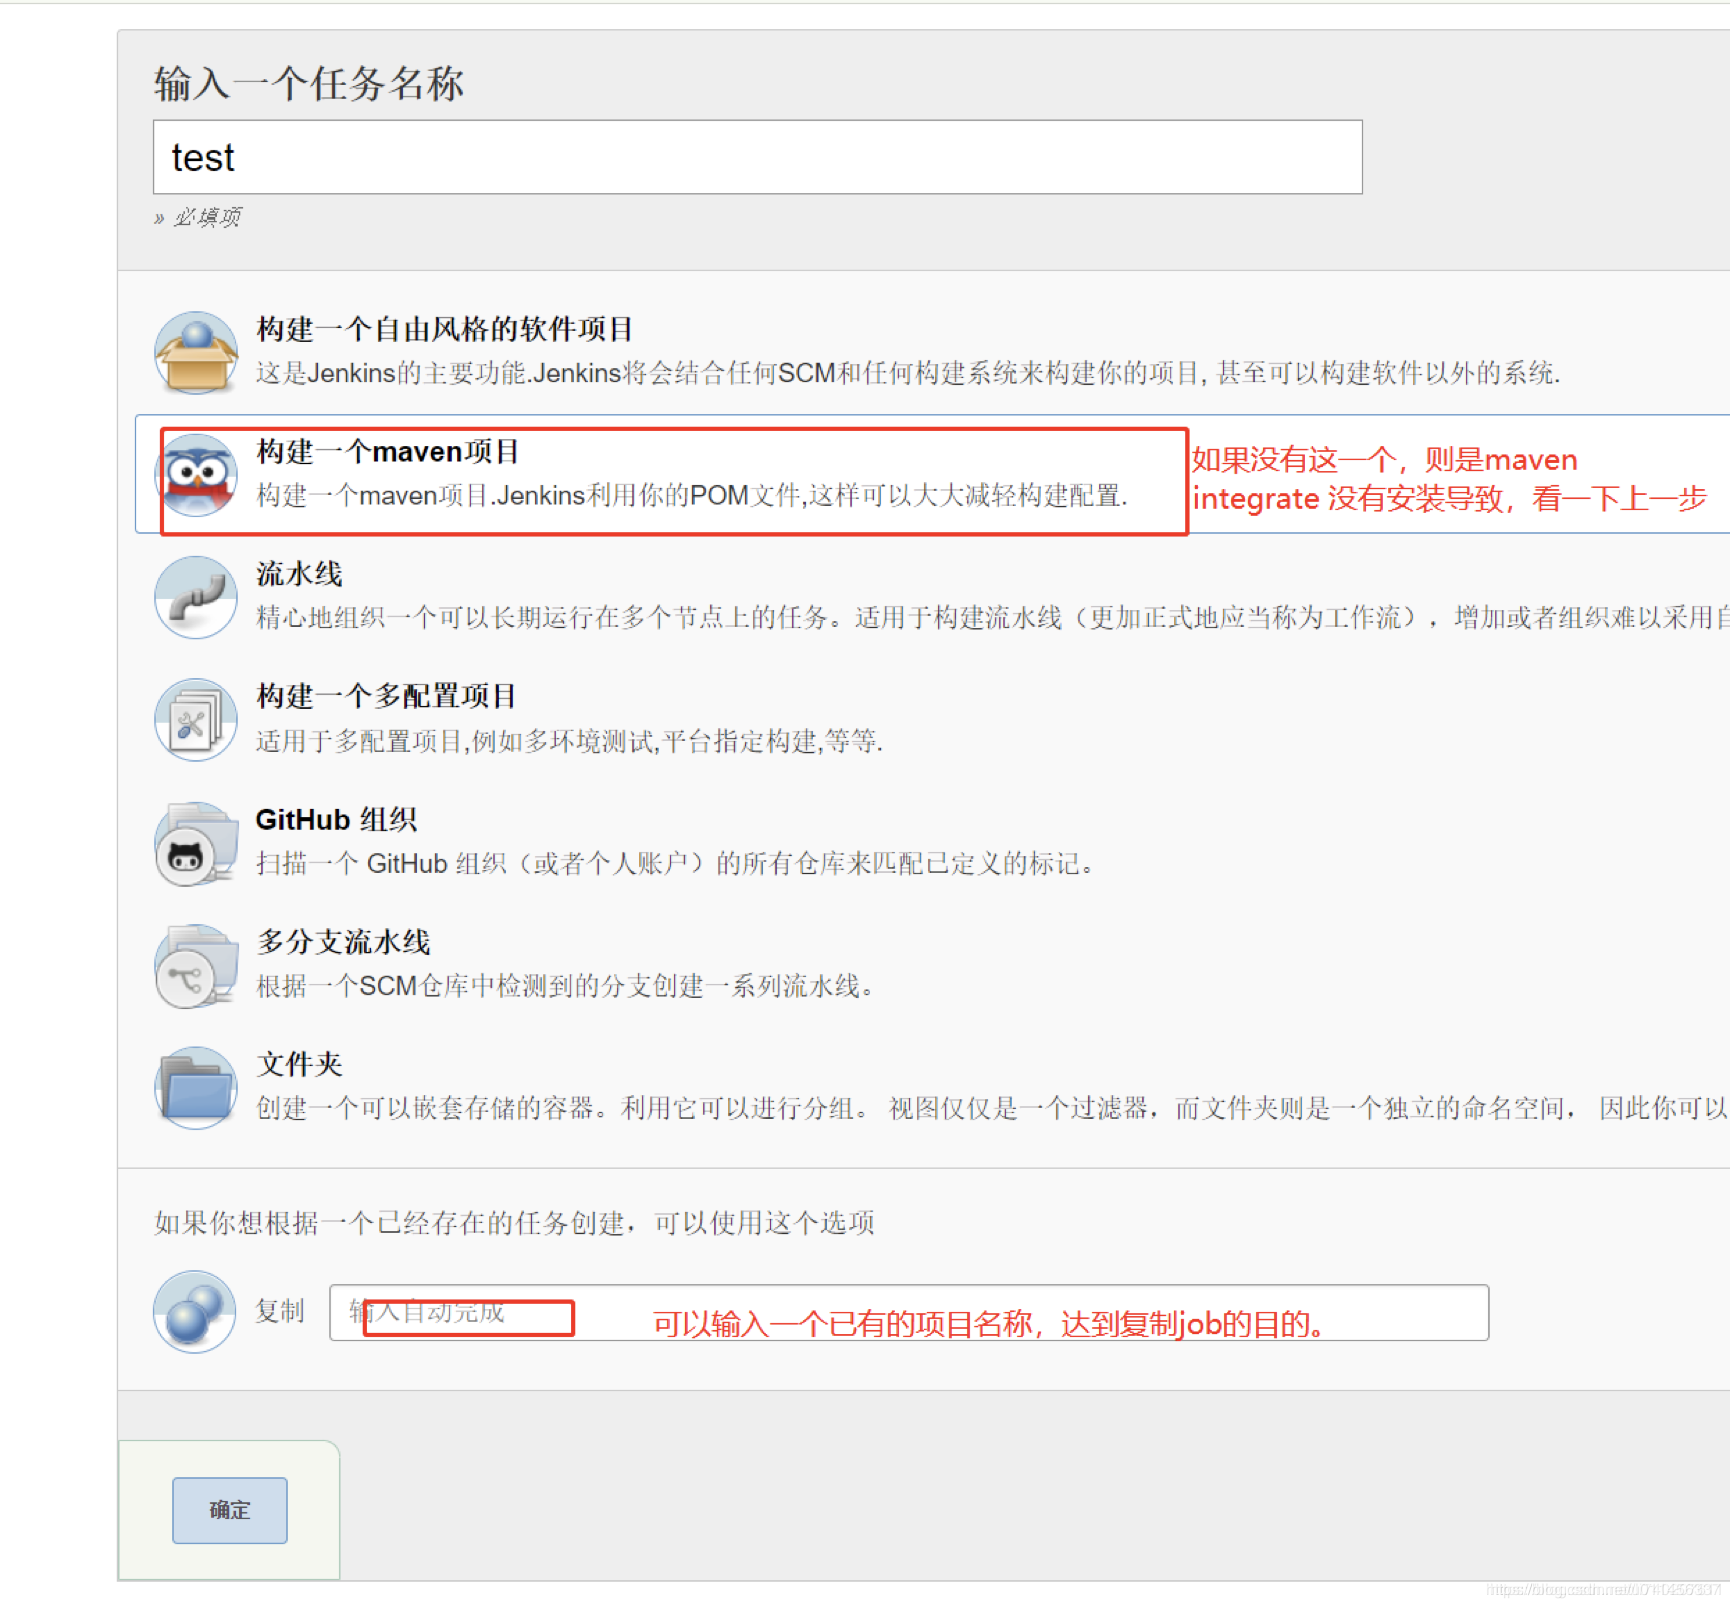 输入一个任务名称
test
» 必填项
构建一个自由风格的软件项目
这是Jenkins的主要功能.Jenkins将会结合任何SCM和任何构建系统来构建你的项目, 甚至可以构建软件以外的系统.
构建一个maven项目
构建一个maven项目.Jenkins利用你的POM文件,这样可以大大减轻构建配置.
如果没有这一个，则是maven
integrate 没有安装导致，看一下上一步
流水线
精心地组织一个可以长期运行在多个节点上的任务。适用于构建流水线（更加正式地应当称为工作流），增加或者组织难以采用自
构建一个多配置项目
适用于多配置项目,例如多环境测试,平台指定构建,等等.
GitHub 组织
扫描一个 GitHub 组织（或者个人账户）的所有仓库来匹配已定义的标记。
多分支流水线
根据一个SCM仓库中检测到的分支创建一系列流水线。
文件夹
创建一个可以嵌套存储的容器。利用它可以进行分组。 视图仅仅是一个过滤器，而文件夹则是一个独立的命名空间， 因此你可以
如果你想根据一个已经存在的任务创建，可以使用这个选项
复制
输入自动完成
可以输入一个已有的项目名称，达到复制job的目的。
确定